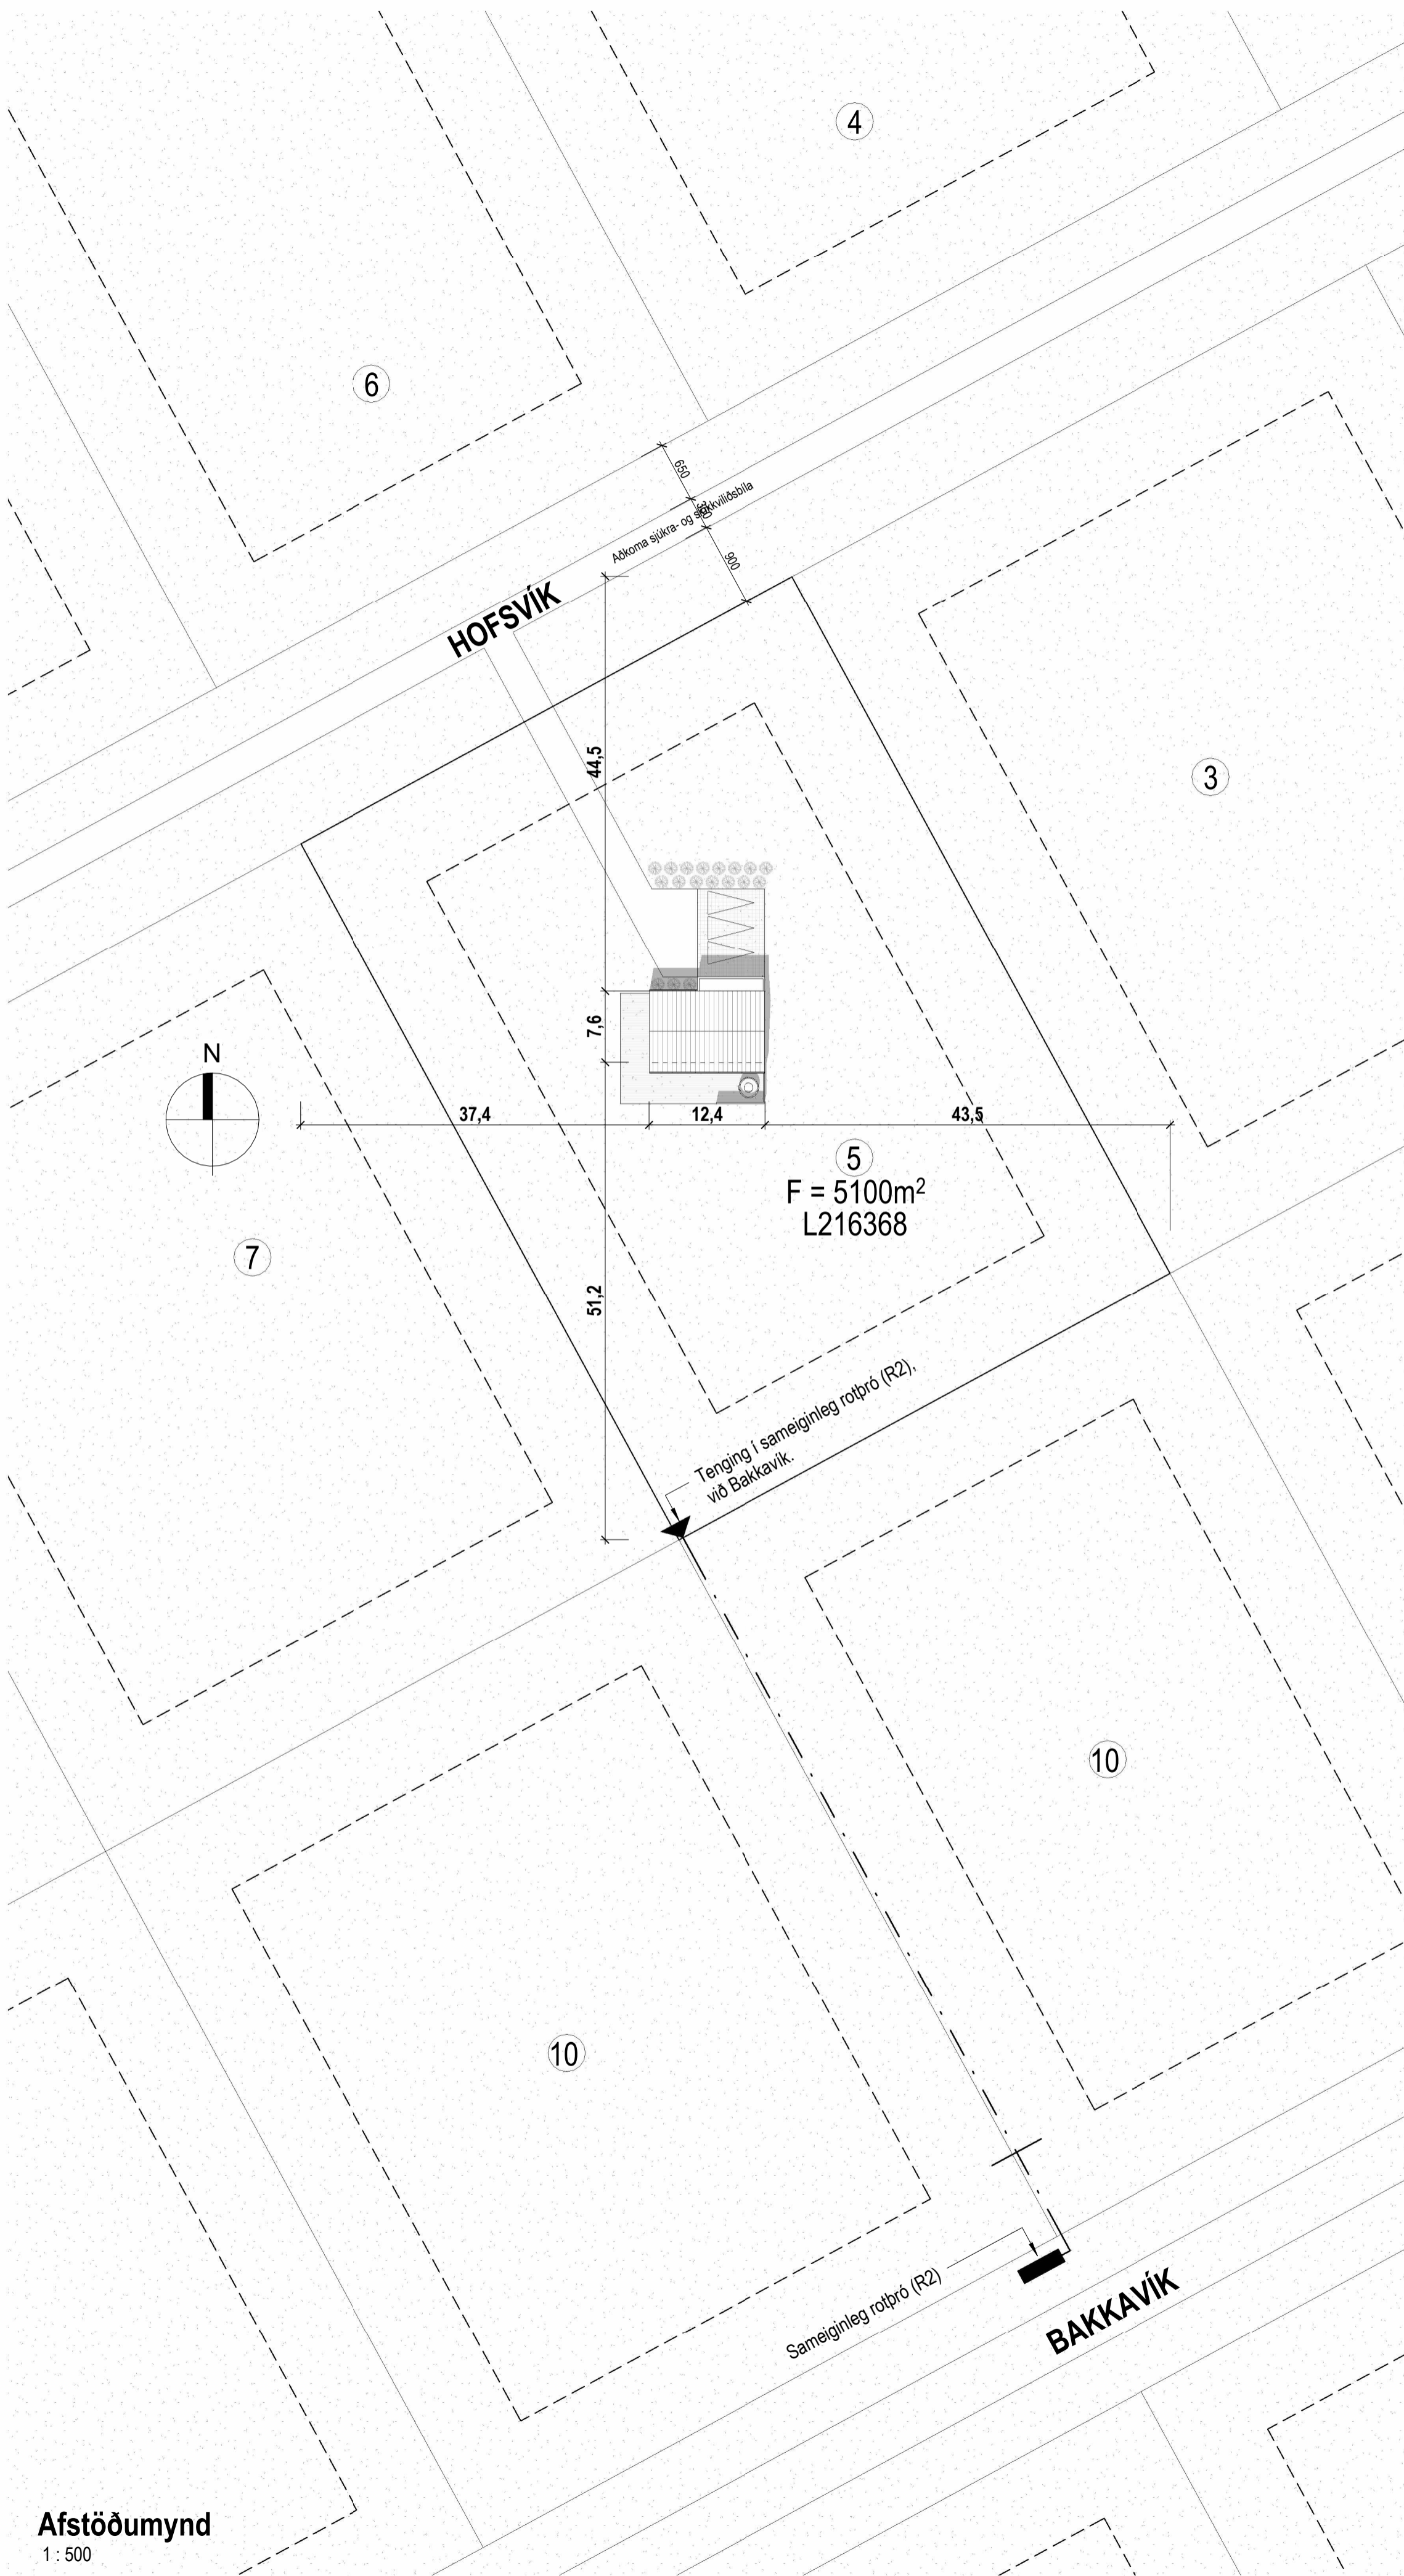 4
6
650
Aðkoma sjúkra- og slökkviliðsbíla
900
HOFSVÍK
44,5
3
7,6
N
37,4
12,4
43,5
5
F = 5100m²
L216368
7
51,2
Tenging í sameiginleg rotþró (R2),
við Bakkavík.
10
10
Sameiginleg rotþró (R2)
BAKKAVÍK
Afstöðumynd
1 : 500